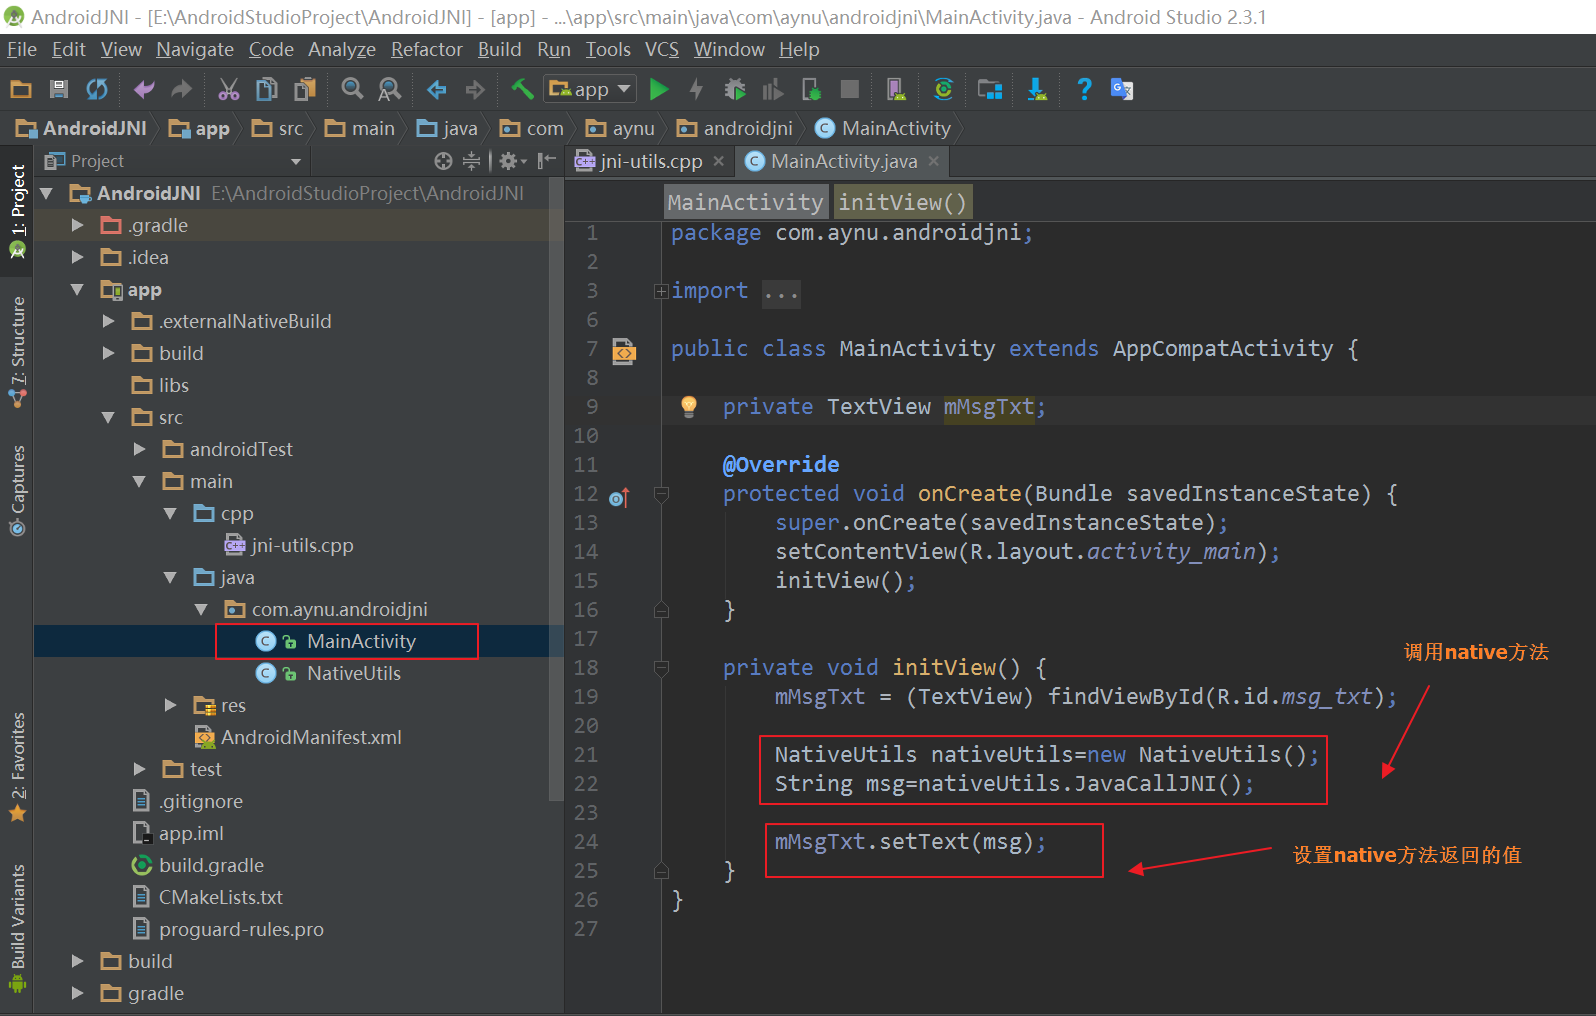 AndroidJNI - [E:\AndroidStudioProject\AndroidJNI] - [app] - ...\app\src\main\java\com\aynu\androidjni\MainActivity.java - Android Studio 2.3.1
File Edit View Navigate Code Analyze Refactor Build Run Tools VCS Window Help
app
AndroidJNI app src main java com aynu androidjni MainActivity
Project
jni-utils.cpp
MainActivity.java
1: Project
7: Structure
Captures
2: Favorites
Build Variants
AndroidJNI E:\AndroidStudioProject\AndroidJNI
.gradle
.idea
app
.externalNativeBuild
build
libs
src
androidTest
main
cpp
jni-utils.cpp
java
com.aynu.androidjni
MainActivity
NativeUtils
res
AndroidManifest.xml
test
.gitignore
app.iml
build.gradle
CMakeLists.txt
proguard-rules.pro
build
gradle
MainActivity initView()
1 package com.aynu.androidjni;
2
3 import ...
6
7 public class MainActivity extends AppCompatActivity {
8
9 private TextView mMsgTxt;
10
11 @Override
12 protected void onCreate(Bundle savedInstanceState) {
13 super.onCreate(savedInstanceState);
14 setContentView(R.layout.activity_main);
15 initView();
16 }
17
18 private void initView() {
19 mMsgTxt = (TextView) findViewById(R.id.msg_txt);
20
21 NativeUtils nativeUtils=new NativeUtils();
22 String msg=nativeUtils.JavaCallJNI();
23
24 mMsgTxt.setText(msg);
25 }
26 }
27
调用native方法
设置native方法返回的值